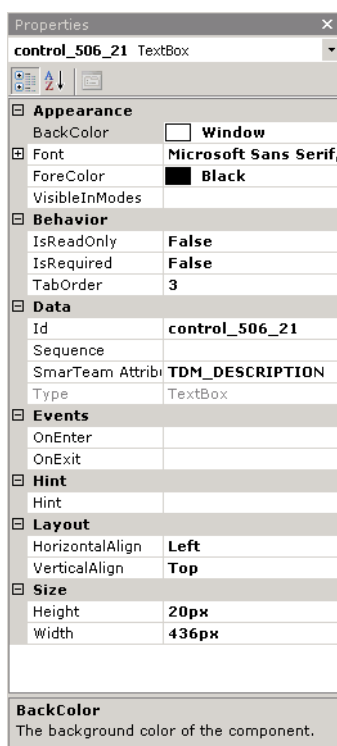 Properties
control_506_21 TextBox
Appearance
BackColor Window
Font Microsoft Sans Serif,
ForeColor Black
VisibleInModes
Behavior
IsReadOnly False
IsRequired False
TabOrder 3
Data
Id control_506_21
Sequence
SmarTeam Attrib TDM_DESCRIPTION
Type TextBox
Events
OnEnter
OnExit
Hint
Hint
Layout
HorizontalAlign Left
VerticalAlign Top
Size
Height 20px
Width 436px
BackColor
The background color of the component.